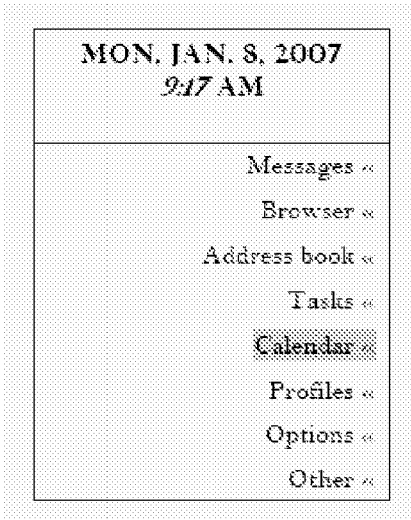 MON. JAN. 8, 2007
9:17 AM
Messages «
Browser «
Address book «
Tasks «
Calendar «
Profiles «
Options «
Other «